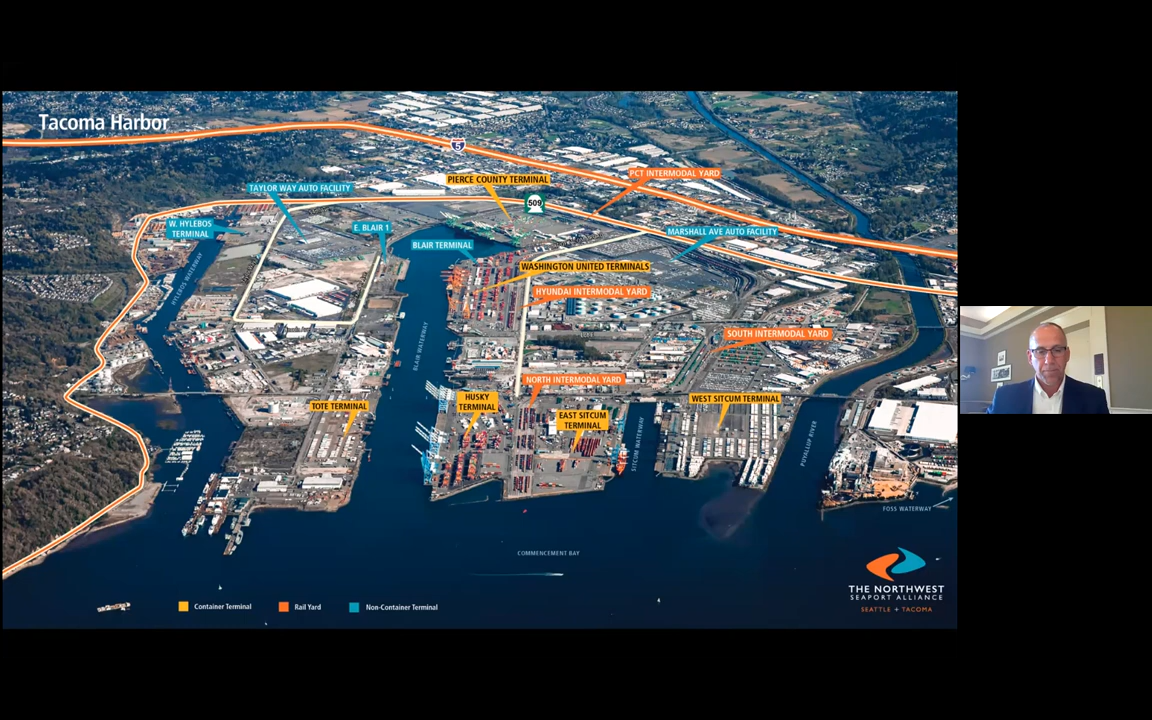 Tacoma Harbor
5
PIERCE COUNTY TERMINAL
PCT INTERMODAL YARD
TAYLOR WAY AUTO FACILITY
509
W. HYLEBOS
TERMINAL
E. BLAIR 1
MARSHALL AVE AUTO FACILITY
BLAIR TERMINAL
WASHINGTON UNITED TERMINALS
HYLEBOS WATERWAY
HYUNDAI INTERMODAL YARD
BLAIR WATERWAY
SOUTH INTERMODAL YARD
NORTH INTERMODAL YARD
TOTE TERMINAL
HUSKY
TERMINAL
EAST SITCUM
TERMINAL
WEST SITCUM TERMINAL
SITCUM WATERWAY
PUYALLUP RIVER
FOSS WATERWAY
COMMENCEMENT BAY
THE NORTHWEST
SEAPORT ALLIANCE
SEATTLE + TACOMA
Container Terminal
Rail Yard
Non-Container Terminal